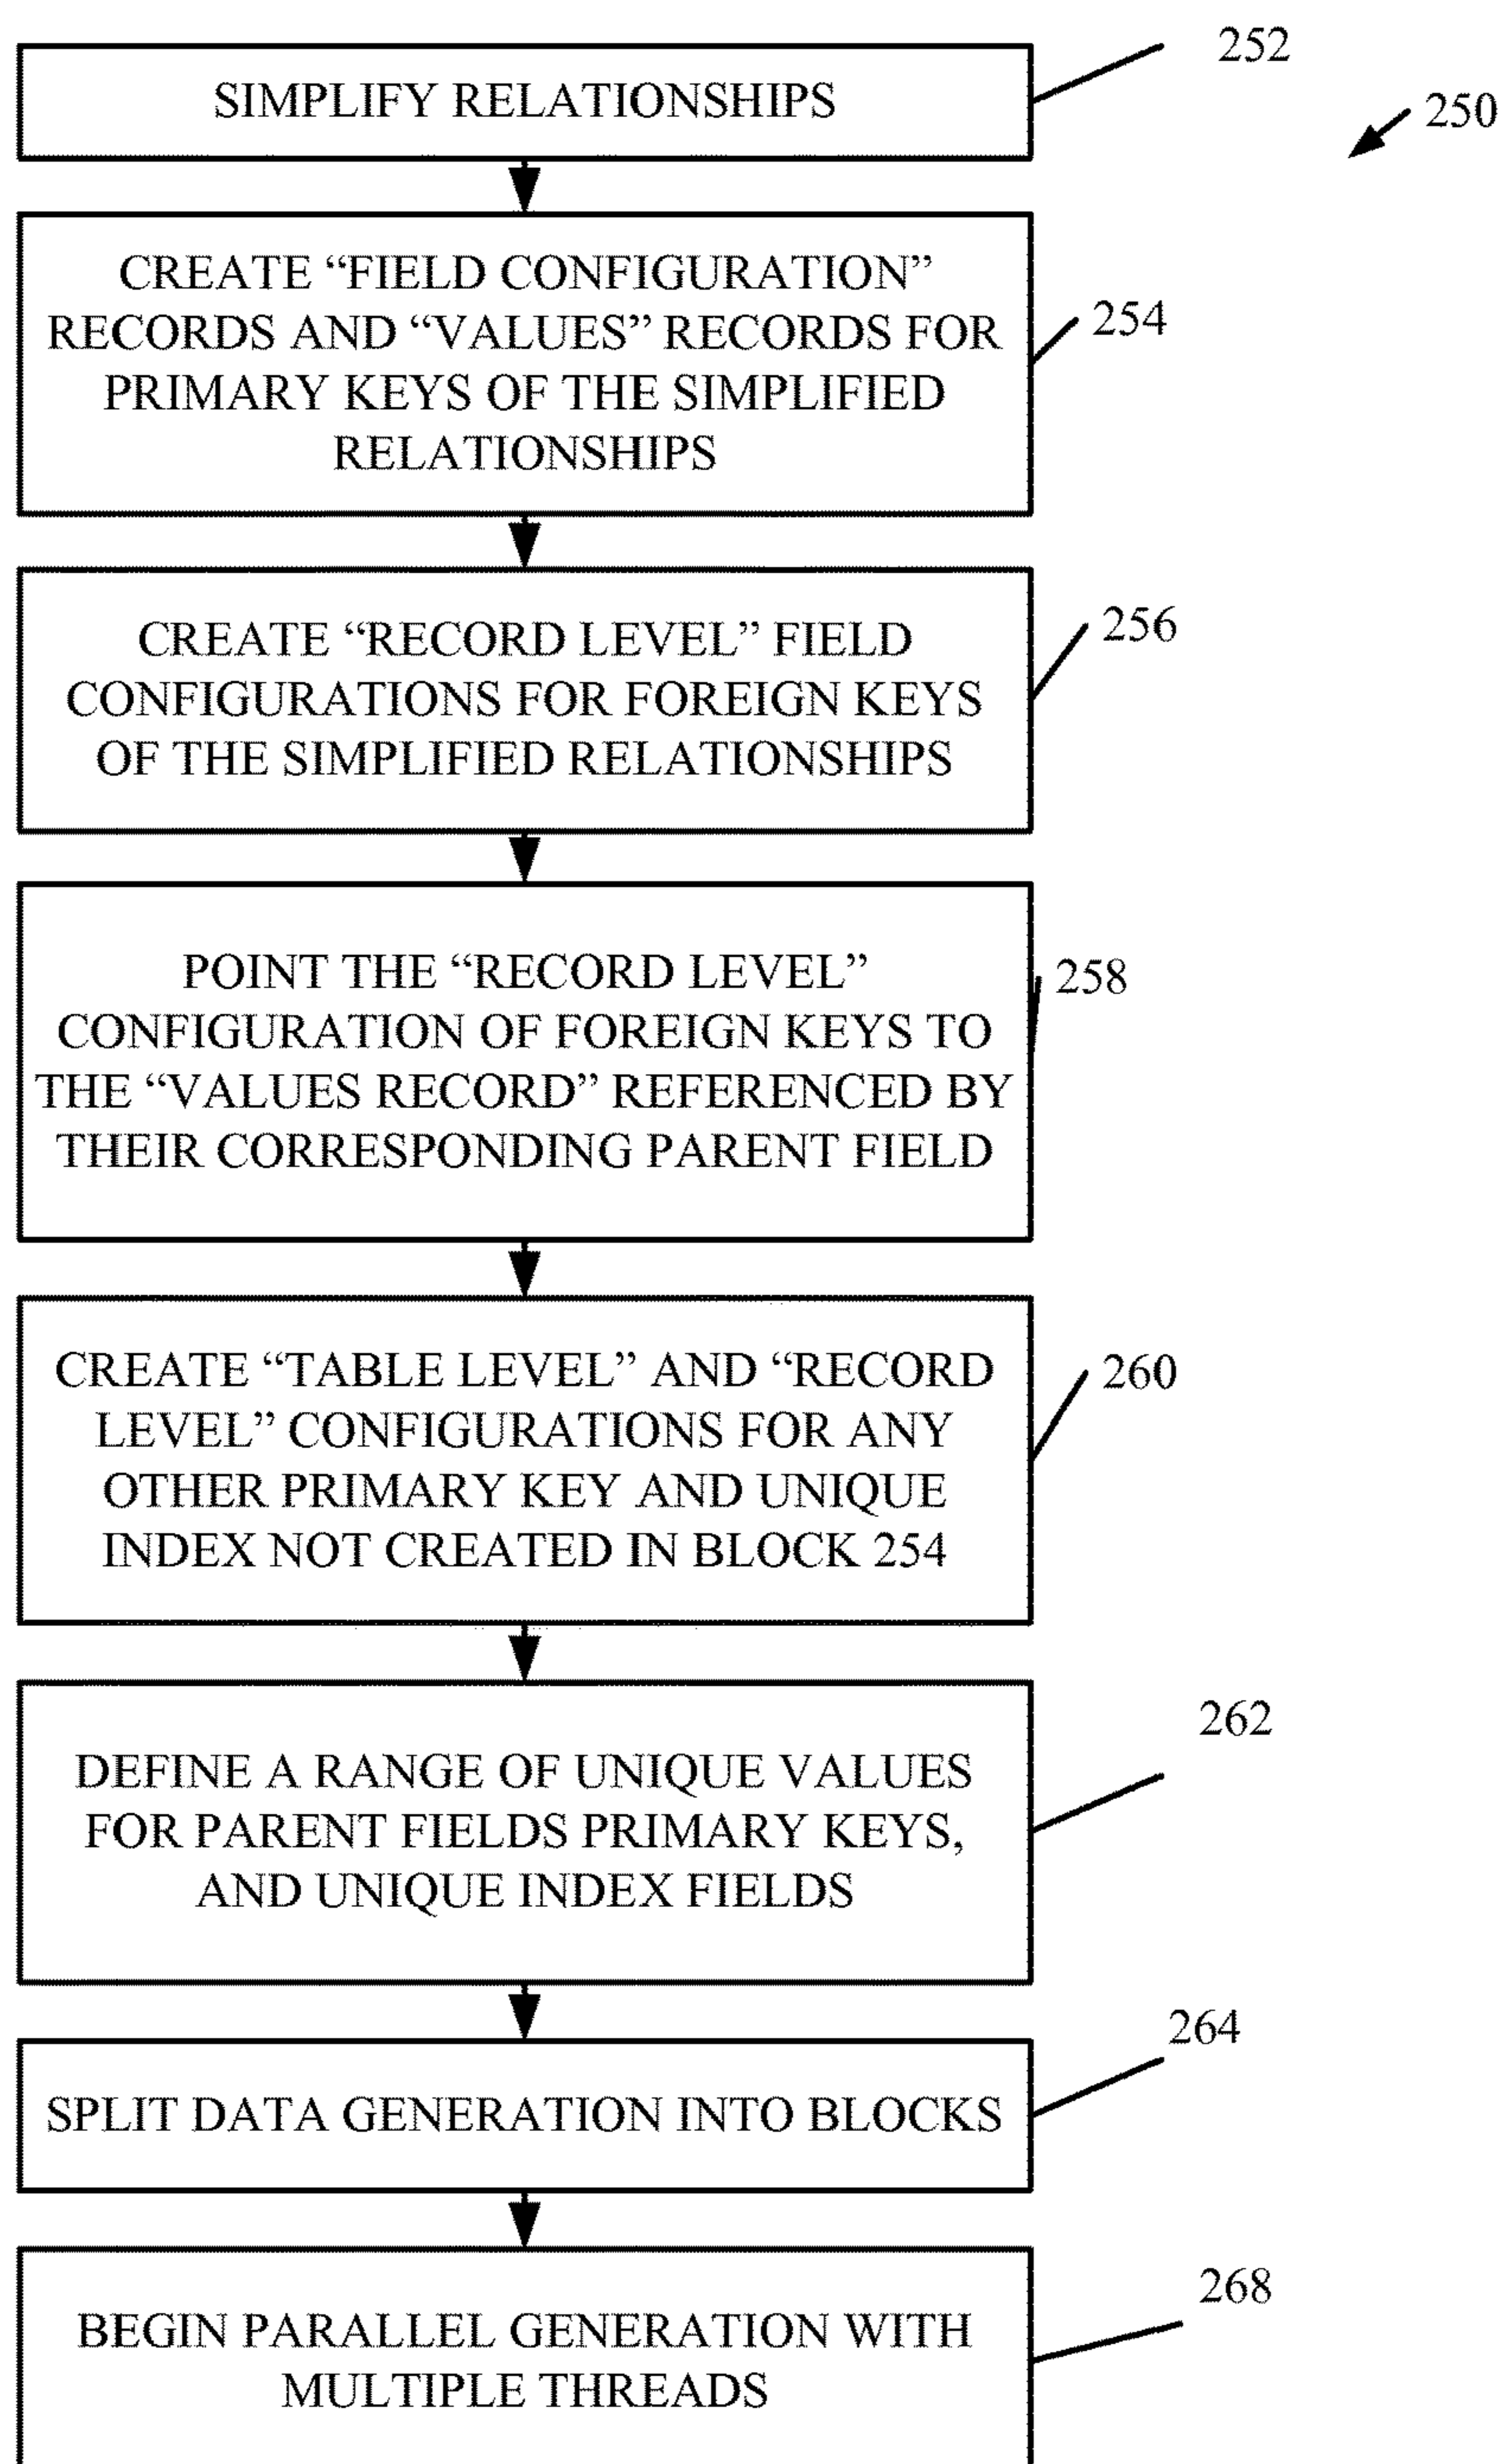 252
250
SIMPLIFY RELATIONSHIPS
CREATE “FIELD CONFIGURATION”
RECORDS AND “VALUES” RECORDS FOR
PRIMARY KEYS OF THE SIMPLIFIED
RELATIONSHIPS
254
CREATE “RECORD LEVEL” FIELD
CONFIGURATIONS FOR FOREIGN KEYS
OF THE SIMPLIFIED RELATIONSHIPS
256
POINT THE “RECORD LEVEL”
CONFIGURATION OF FOREIGN KEYS TO
THE “VALUES RECORD” REFERENCED BY
THEIR CORRESPONDING PARENT FIELD
258
CREATE “TABLE LEVEL” AND “RECORD
LEVEL” CONFIGURATIONS FOR ANY
OTHER PRIMARY KEY AND UNIQUE
INDEX NOT CREATED IN BLOCK 254
260
DEFINE A RANGE OF UNIQUE VALUES
FOR PARENT FIELDS PRIMARY KEYS,
AND UNIQUE INDEX FIELDS
262
SPLIT DATA GENERATION INTO BLOCKS
264
BEGIN PARALLEL GENERATION WITH
MULTIPLE THREADS
268